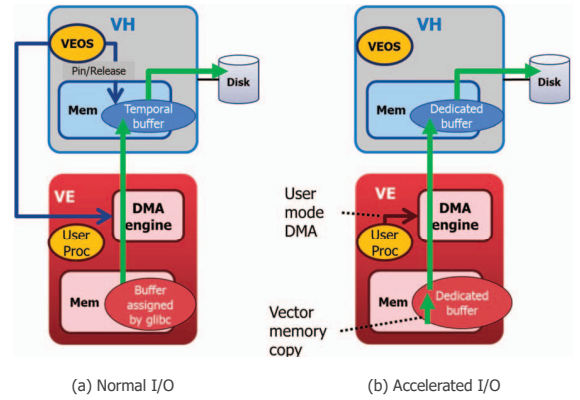 VH
VEOS
Pin/Release
Disk
Mem
Temporal
buffer
VE
DMA
engine
User
Proc
Mem
Buffer
assigned
by glibc
(a) Normal I/O
VH
VEOS
Disk
Mem
Dedicated
buffer
User
mode
DMA
VE
DMA
engine
User
Proc
Mem
Dedicated
buffer
Vector
memory
copy
(b) Accelerated I/O